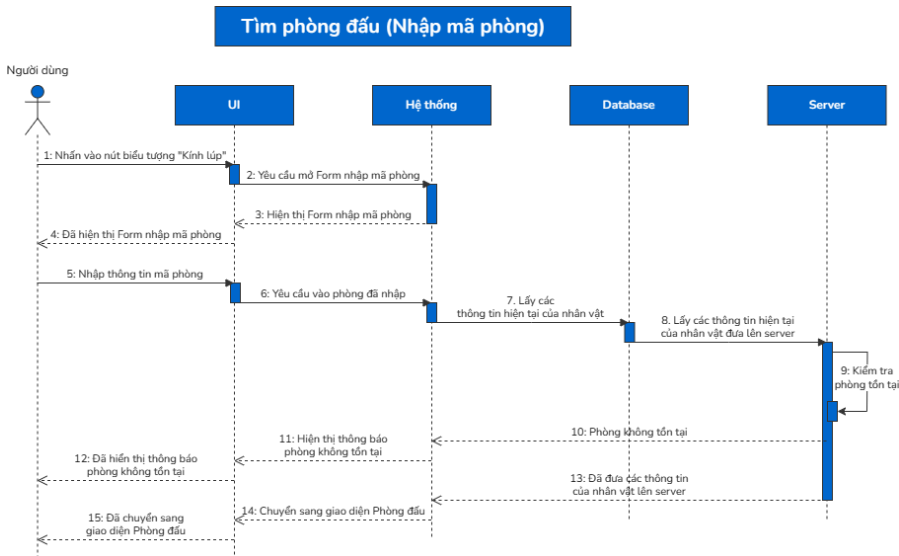 Tìm phòng đấu (Nhập mã phòng)
Người dùng
UI
Hệ thống
Database
Server
1: Nhấn vào nút biểu tượng "Kính lúp"
2: Yêu cầu mở Form nhập mã phòng
3: Hiện thị Form nhập mã phòng
4: Đã hiện thị Form nhập mã phòng
5: Nhập thông tin mã phòng
6: Yêu cầu vào phòng đã nhập
7. Lấy các
thông tin hiện tại của nhân vật
8. Lấy các thông tin hiện tại
của nhân vật đưa lên server
9: Kiểm tra
phòng tồn tại
10: Phòng không tồn tại
11: Hiện thị thông báo
phòng không tồn tại
12: Đã hiển thị thông báo
phòng không tồn tại
13: Đã đưa các thông tin
của nhân vật lên server
14: Chuyển sang giao diện Phòng đấu
15: Đã chuyển sang
giao diện Phòng đấu